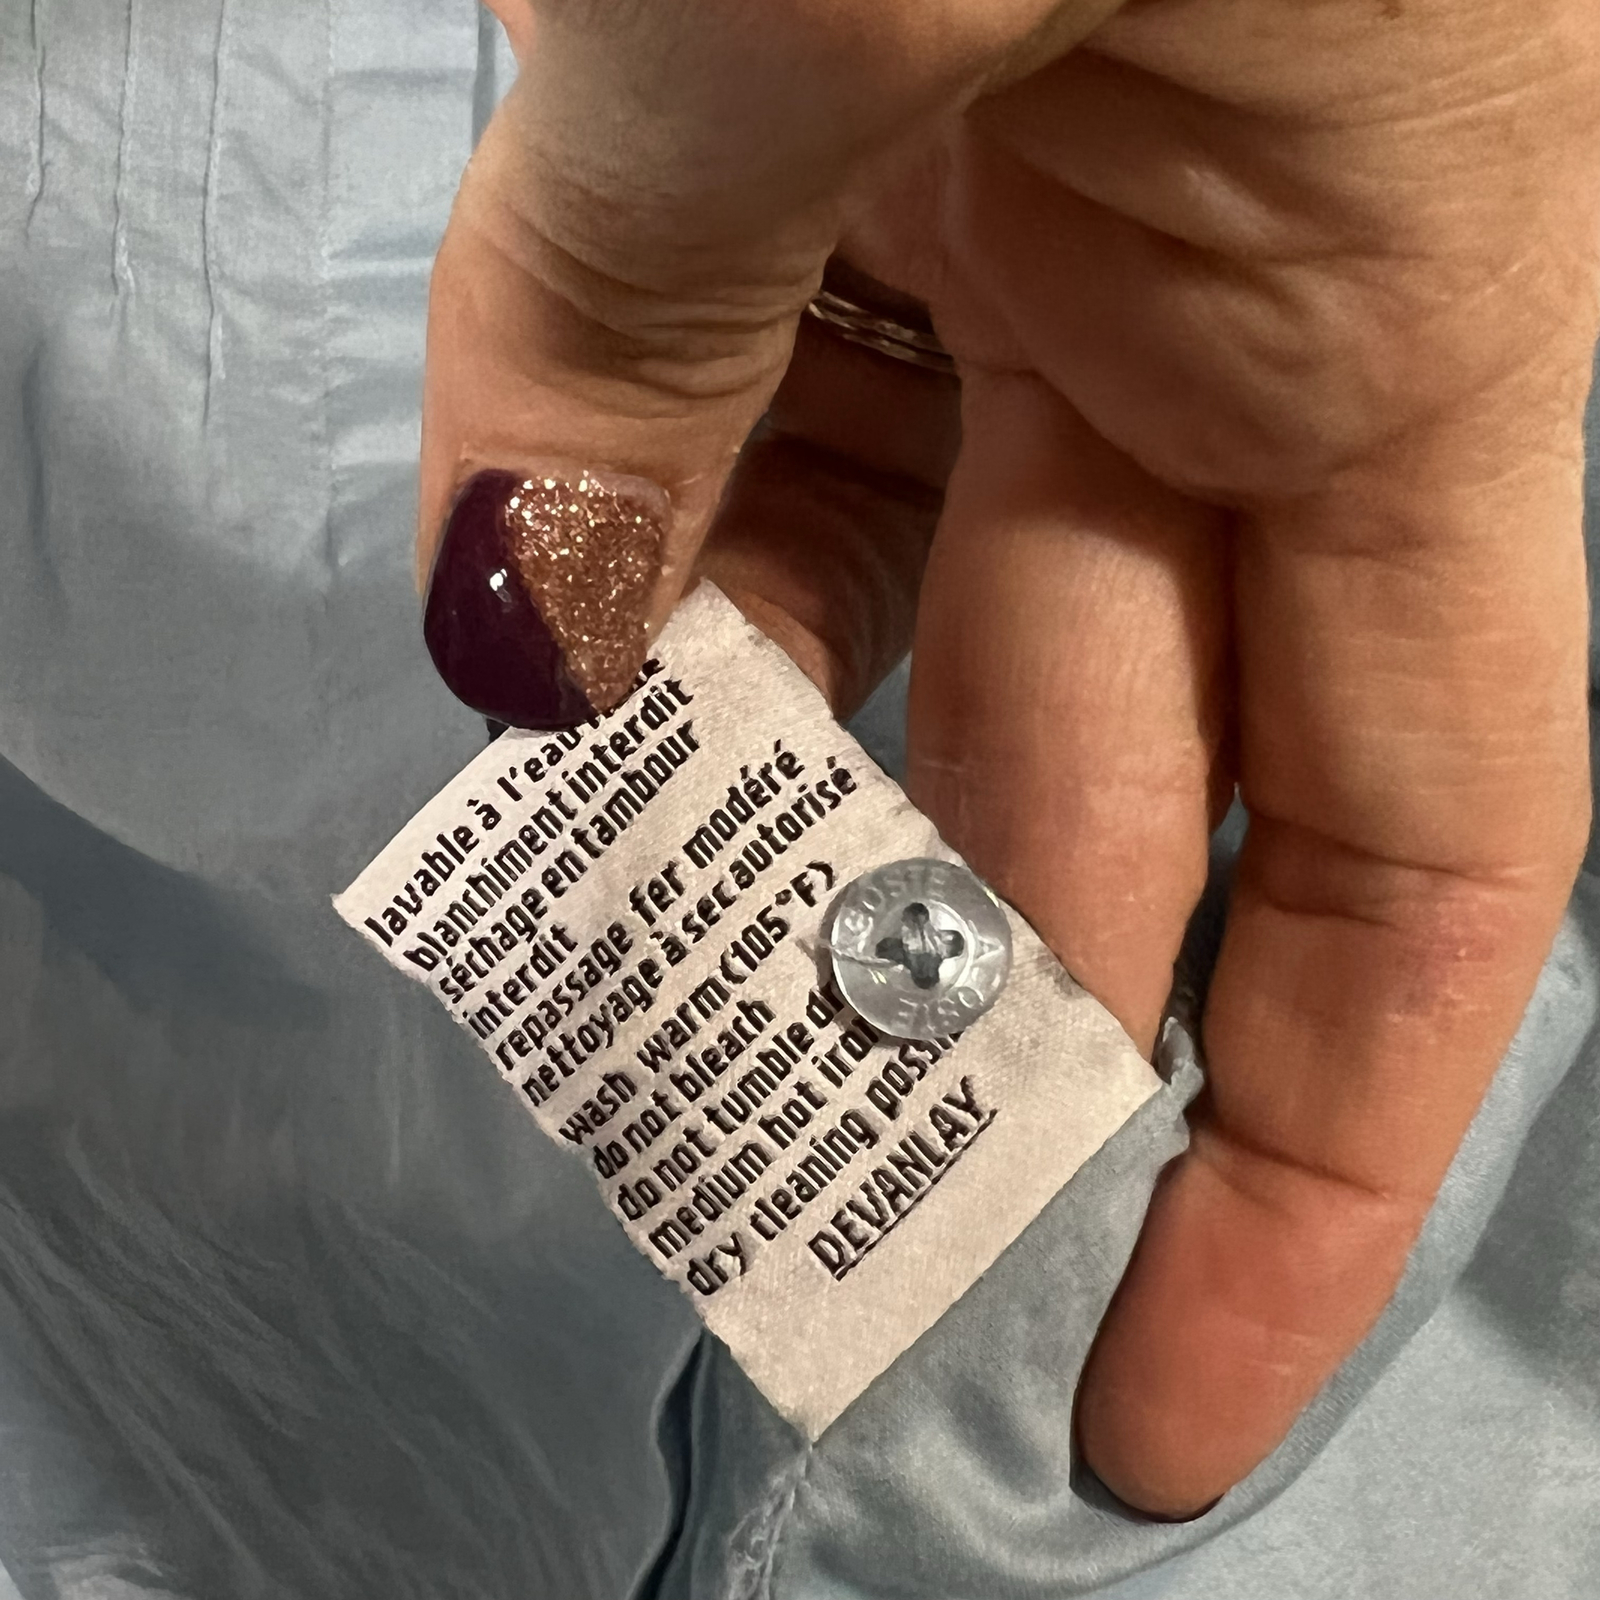 lavable à l'eau
blanchiment interdit
séchage en tambour
interdit
repassage fer modéré
nettoyage à sec autorisé
wash warm (105°F)
do not bleach
do not tumble
medium hot iron
dry cleaning
DEVANLAY